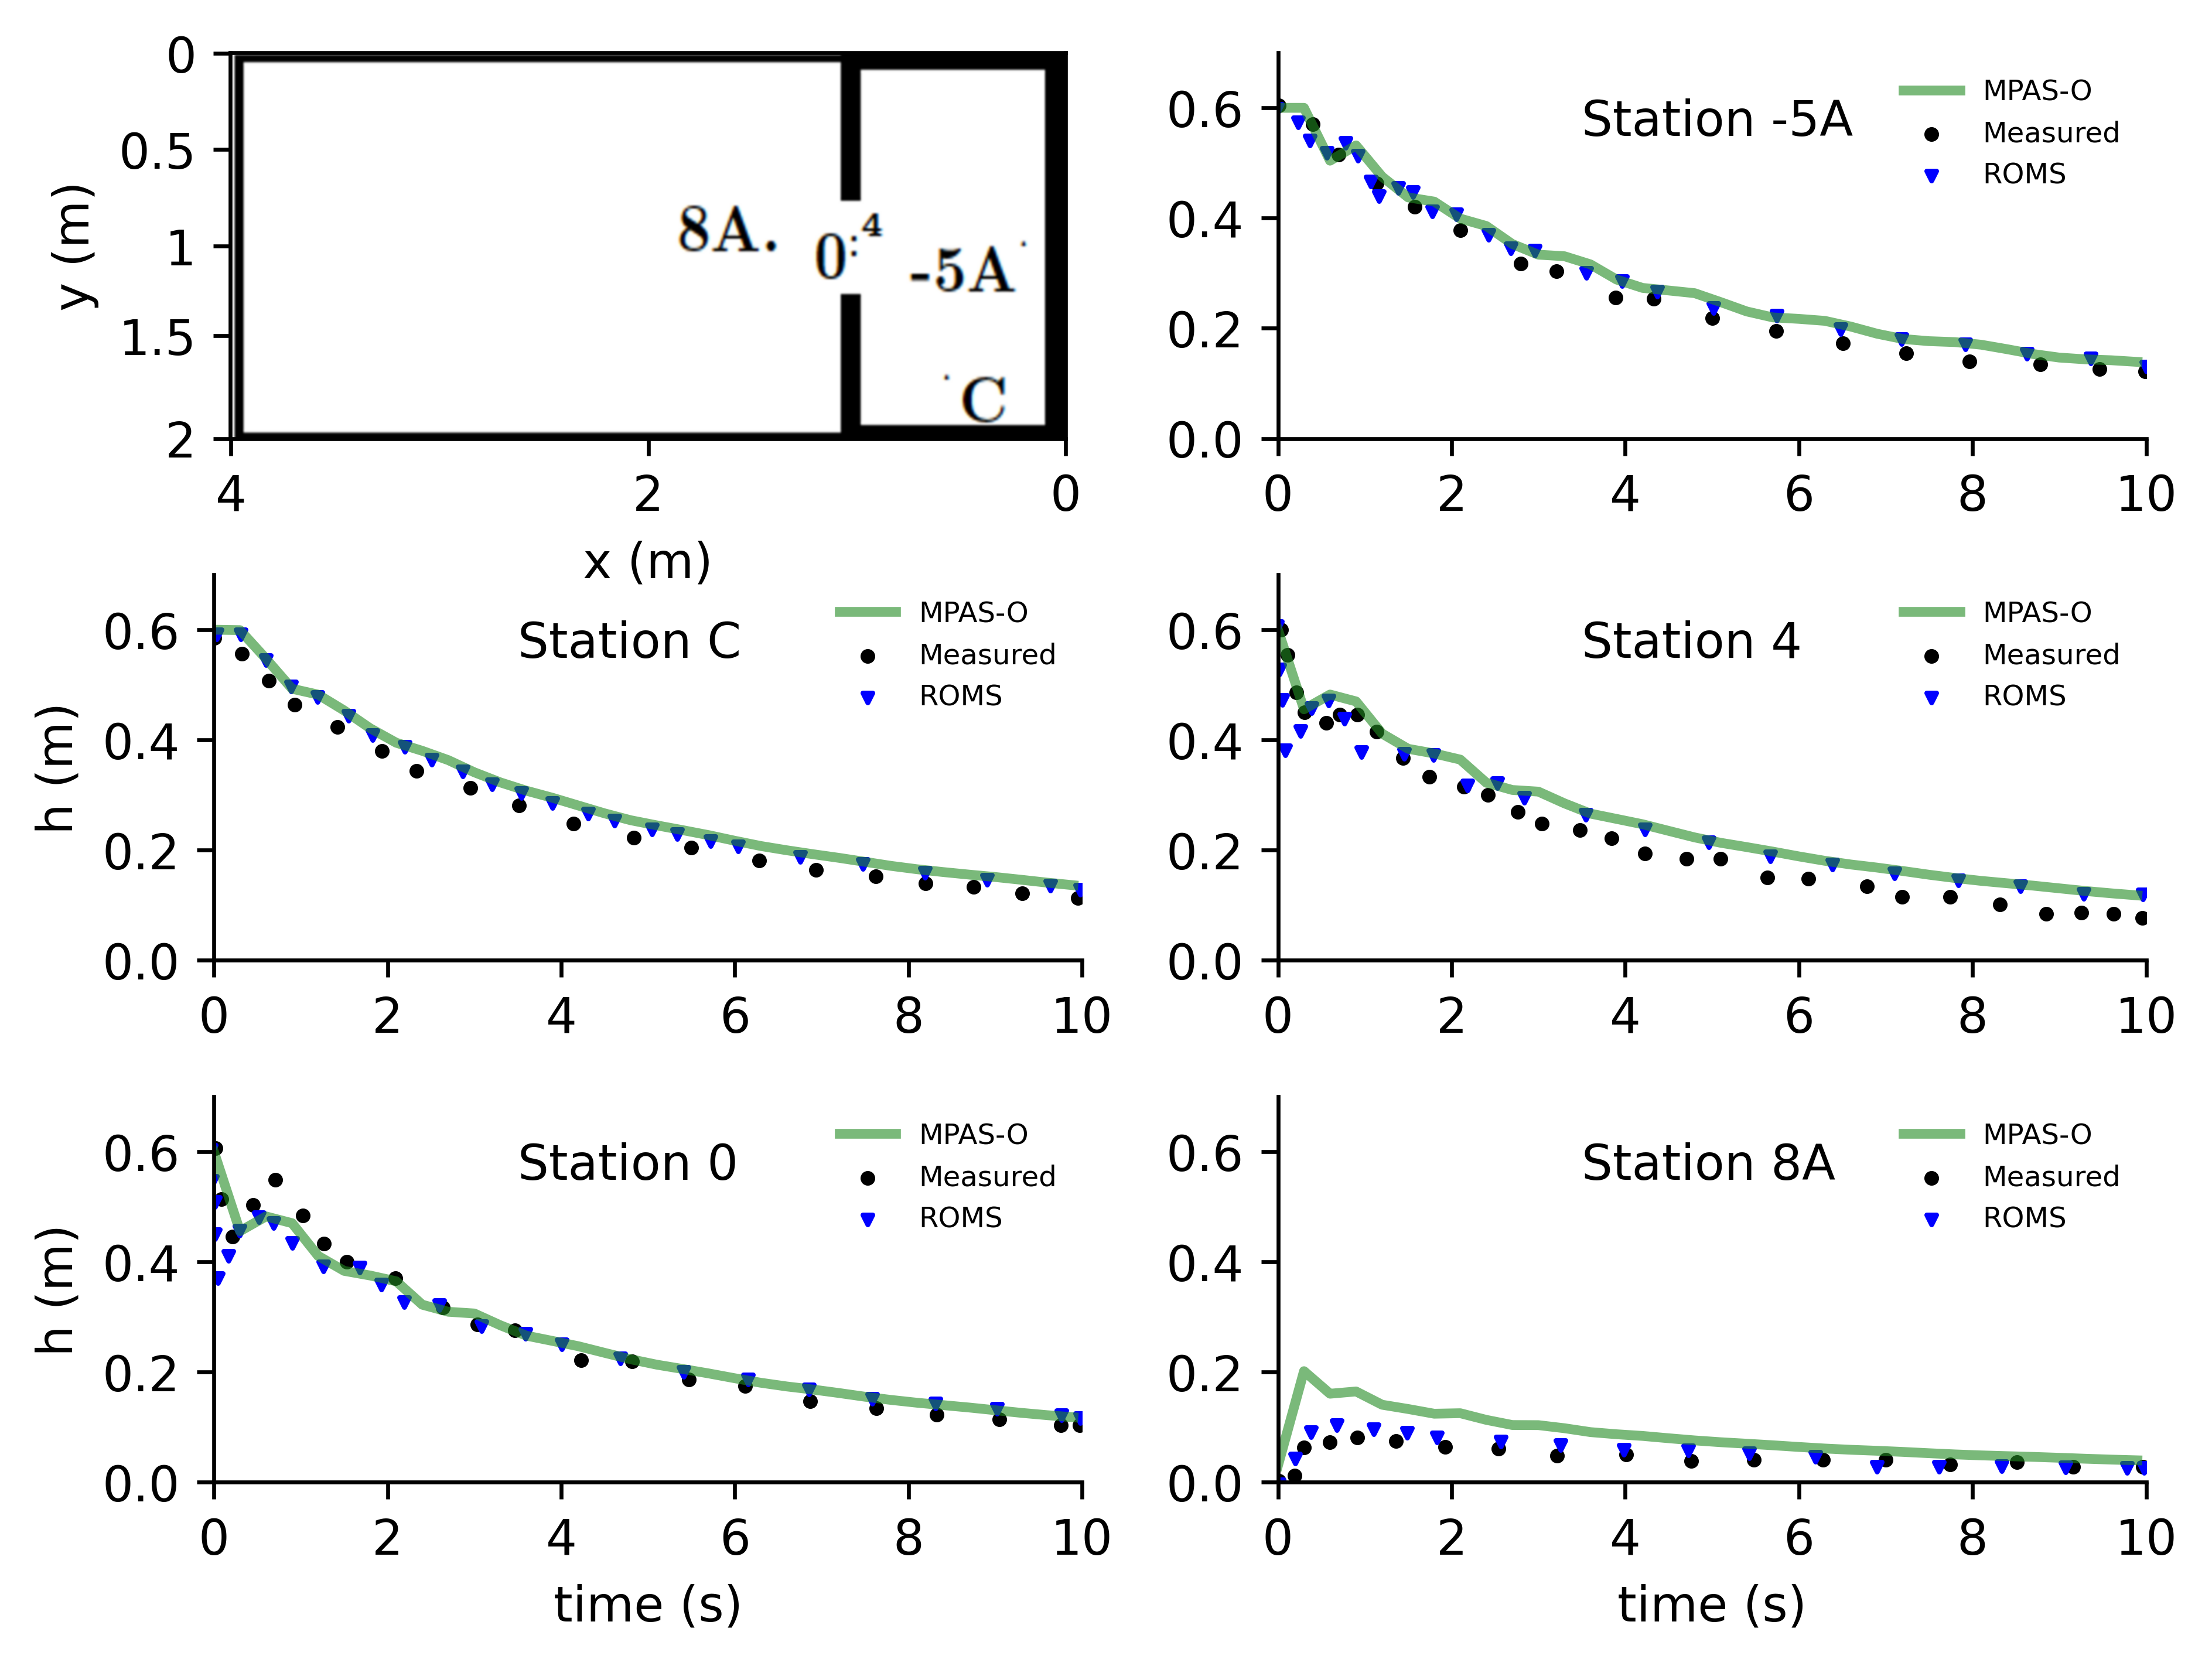 0
0.5
1
1.5
2
y (m)
8A.
0:4
-5A
C
4 2 0
x (m)
Station -5A
MPAS-O
Measured
ROMS
0.6
0.4
0.2
0.0
0 2 4 6 8 10
Station C
MPAS-O
Measured
ROMS
h (m)
0.6
0.4
0.2
0.0
0 2 4 6 8 10
Station 4
MPAS-O
Measured
ROMS
0.6
0.4
0.2
0.0
0 2 4 6 8 10
Station 0
MPAS-O
Measured
ROMS
h (m)
0.6
0.4
0.2
0.0
0 2 4 6 8 10
time (s)
Station 8A
MPAS-O
Measured
ROMS
0.6
0.4
0.2
0.0
0 2 4 6 8 10
time (s)